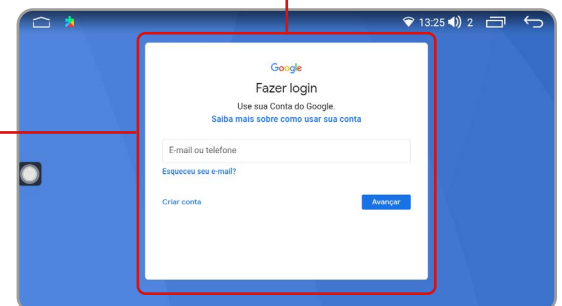 13:25 2
Google
Fazer login
Use sua Conta do Google.
Saiba mais sobre como usar sua conta
E-mail ou telefone
Esqueceu seu e-mail?
Criar conta Avançar